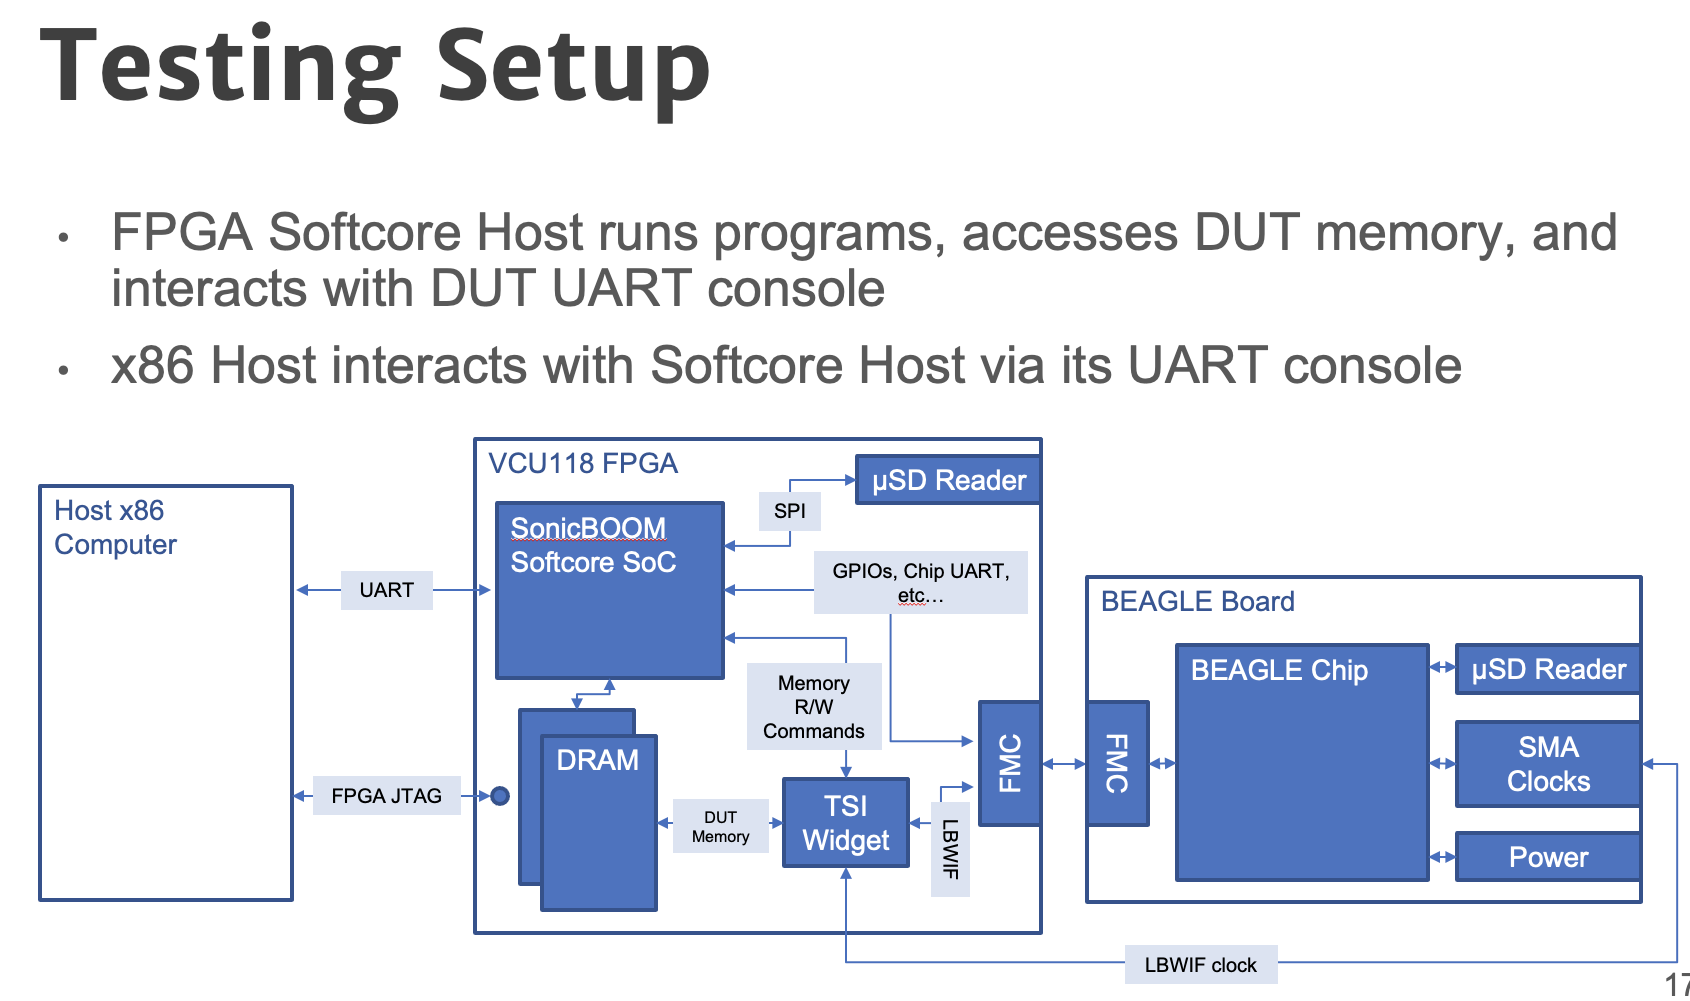 Testing Setup
• FPGA Softcore Host runs programs, accesses DUT memory, and
interacts with DUT UART console
• x86 Host interacts with Softcore Host via its UART console
VCU118 FPGA
µSD Reader
Host x86
Computer
SPI
SonicBOOM
Softcore SoC
UART
GPIOs, Chip UART,
etc...
BEAGLE Board
BEAGLE Chip
µSD Reader
Memory
R/W
Commands
FMC
FMC
SMA
Clocks
DRAM
FPGA JTAG
DUT
Memory
TSI
Widget
LBWIF
Power
LBWIF clock
17